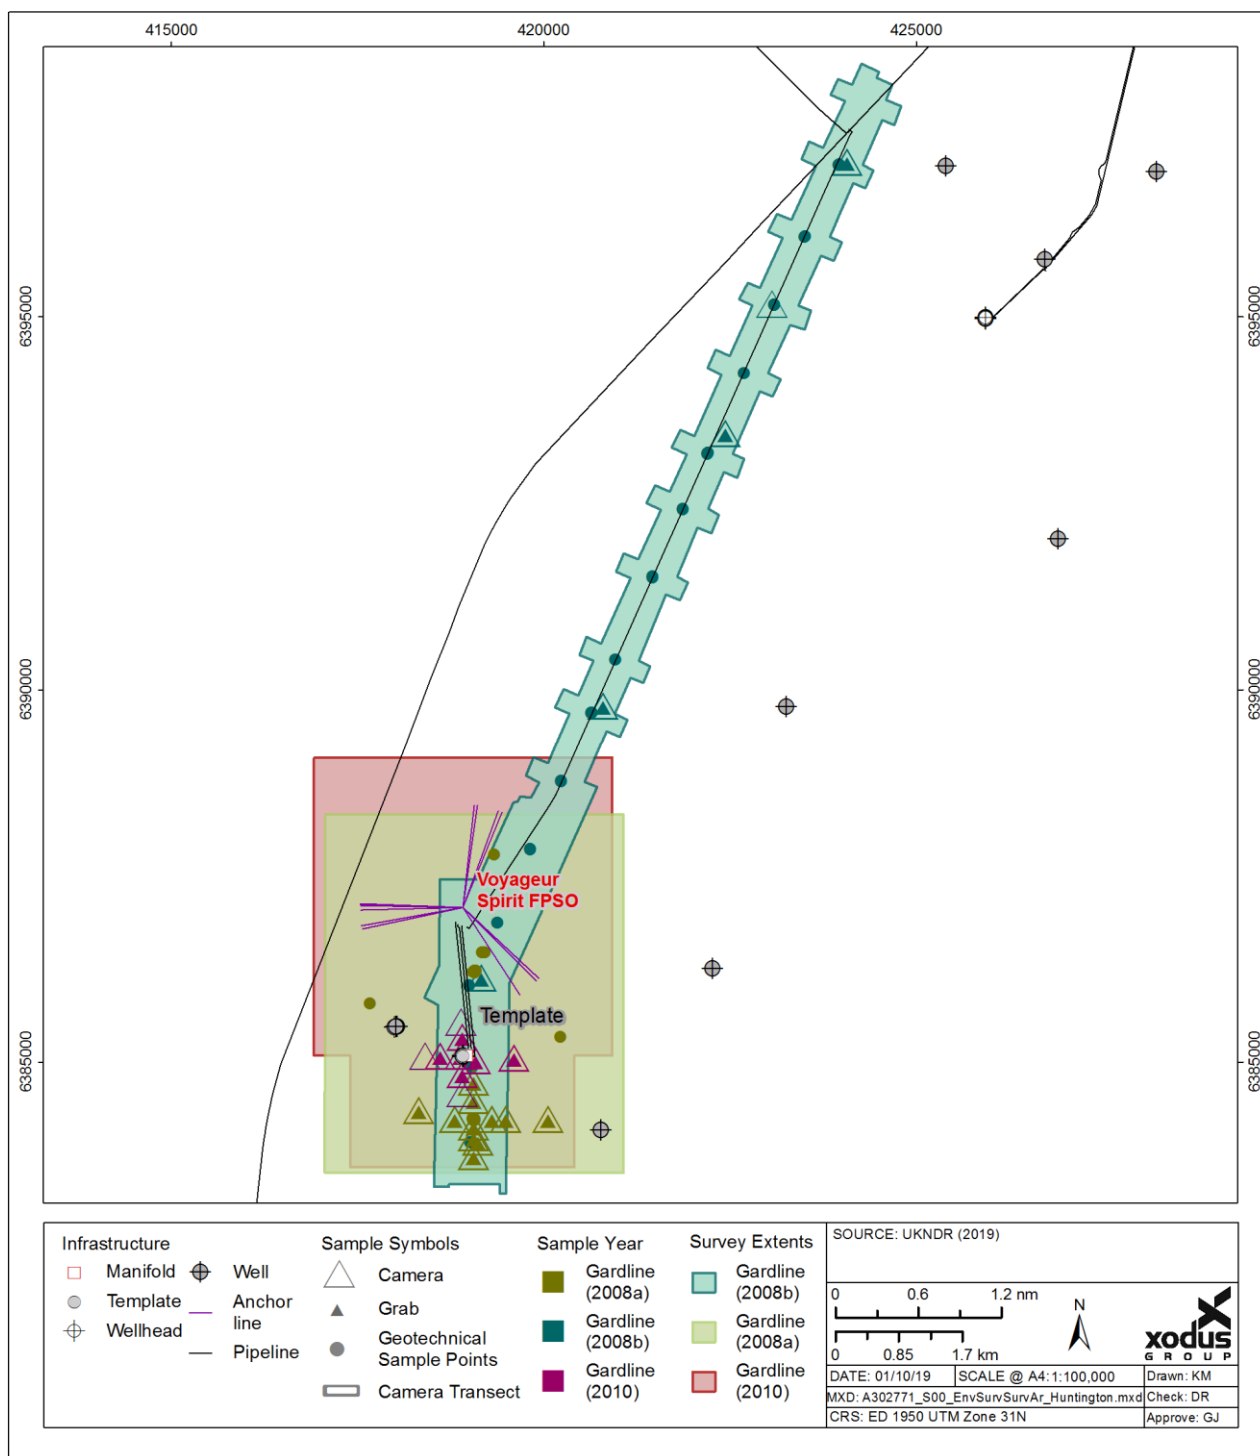 415000
420000
425000
6395000
6395000
6390000
6390000
Voyageur
Spirit FPSO
Template
6385000
6385000
Infrastructure
Manifold
Template
Wellhead
Well
Anchor
line
Pipeline
Sample Symbols
Camera
Grab
Geotechnical
Sample Points
Camera Transect
Sample Year
Gardline
(2008a)
Gardline
(2008b)
Gardline
(2010)
Survey Extents
Gardline
(2008b)
Gardline
(2008a)
Gardline
(2010)
SOURCE: UKNDR (2019)
0 0.6 1.2 nm
0 0.85 1.7 km
N
xodus
GROUP
DATE: 01/10/19
SCALE @ A4:1:100,000
Drawn: KM
MXD: A302771_S00_EnvSurvSurvAr_Huntington.mxd
Check: DR
CRS: ED 1950 UTM Zone 31N
Approve: GJ